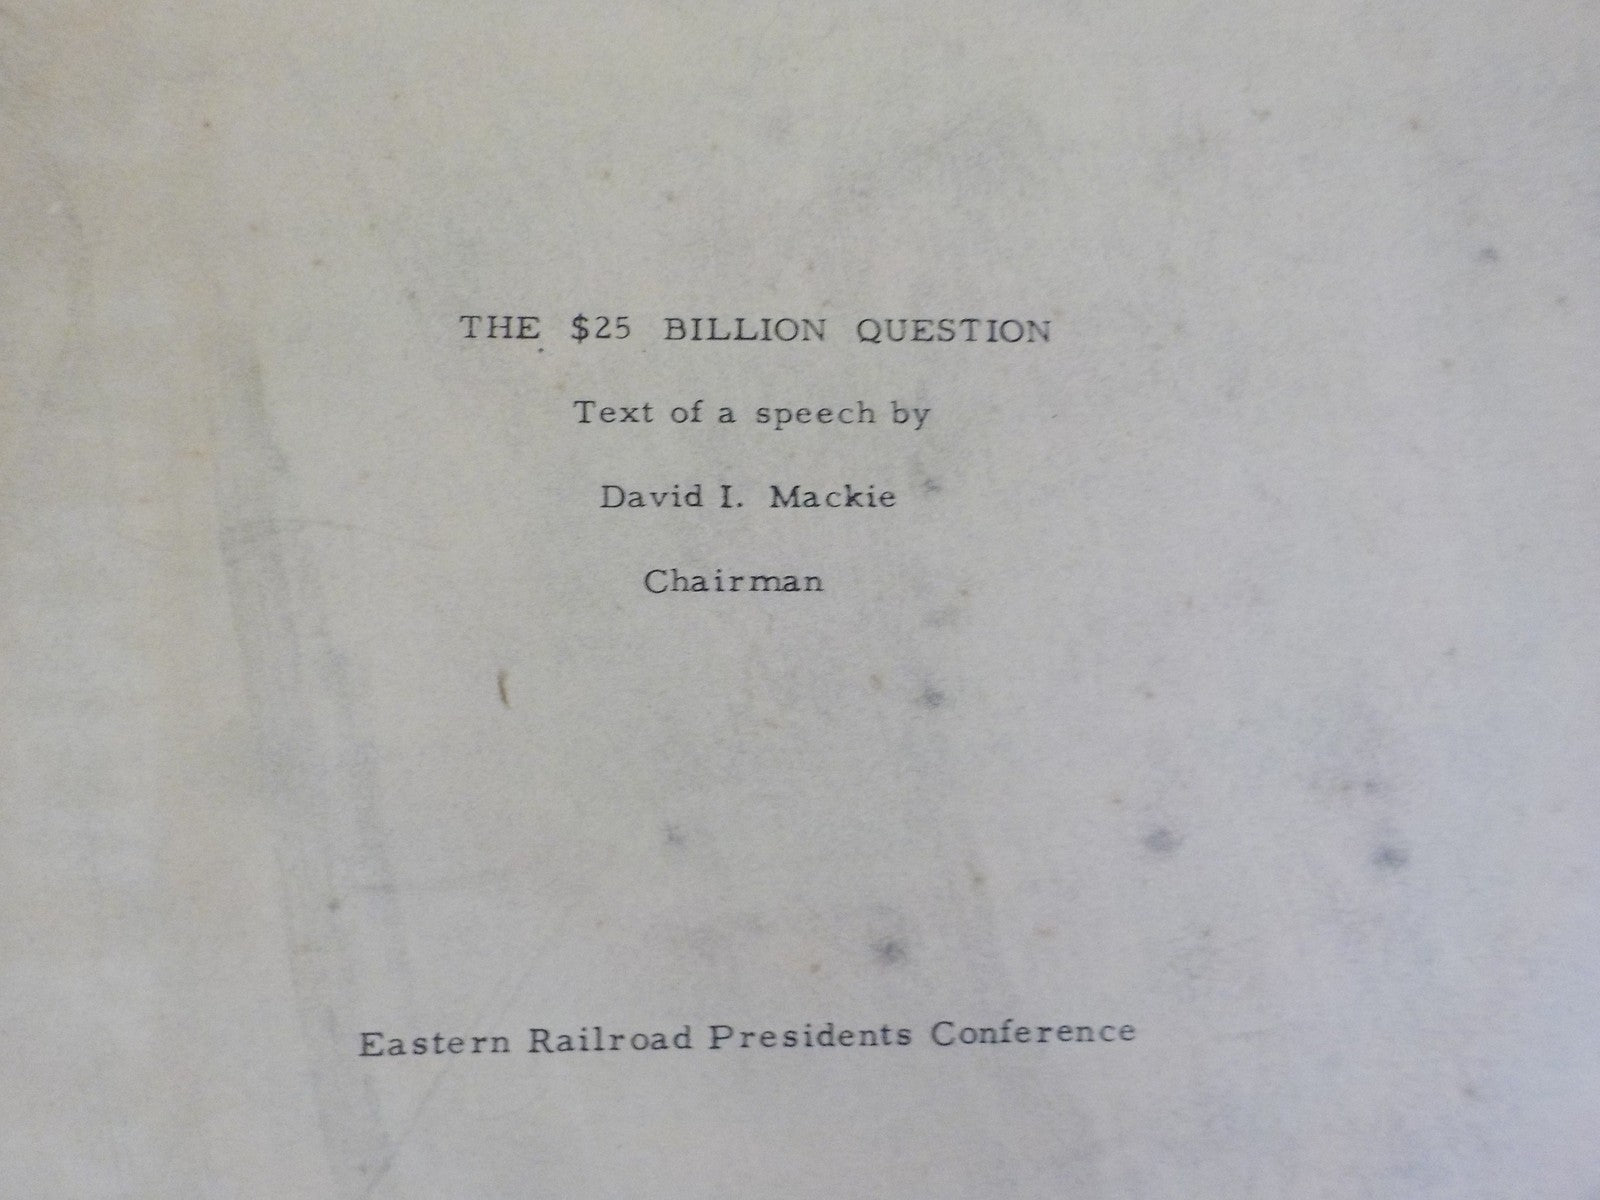 THE $25 BILLION QUESTION
Text of a speech by
David I. Mackie
Chairman
Eastern Railroad Presidents Conference